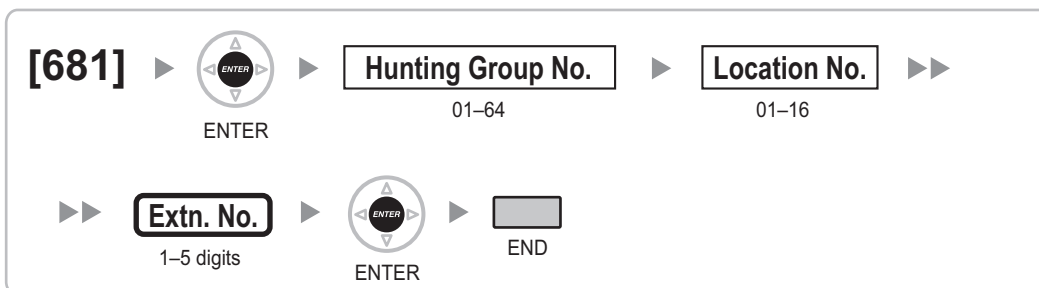 [681] ENTER Hunting Group No. Location No.
01–64 01–16
ENTER
ENTER
Extn. No.
END
1–5 digits
ENTER